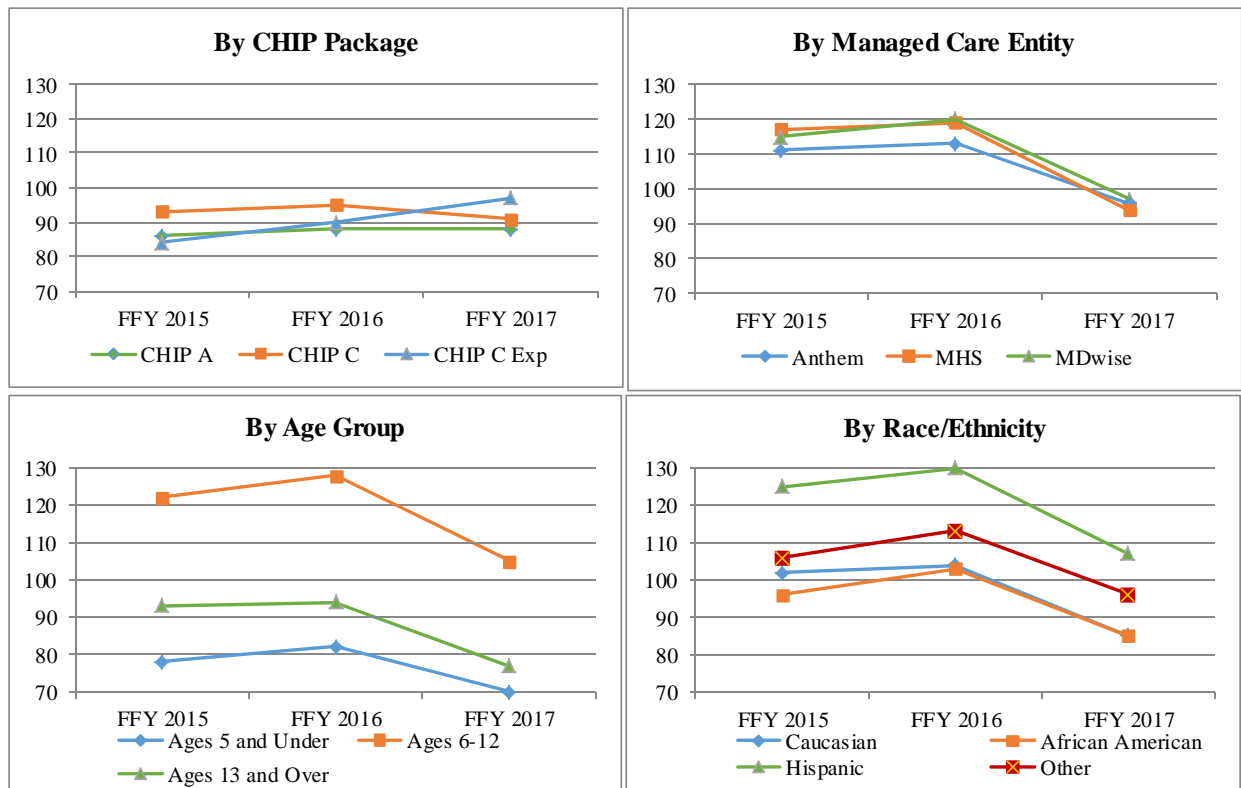 By CHIP Package
130
120
110
100
90
80
70
FFY 2015 FFY 2016 FFY 2017
CHIP A CHIP C CHIP C Exp
By Managed Care Entity
130
120
110
100
90
80
70
FFY 2015 FFY 2016 FFY 2017
Anthem MHS MDwise
By Age Group
130
120
110
100
90
80
70
FFY 2015 FFY 2016 FFY 2017
Ages 5 and Under Ages 6-12
Ages 13 and Over
By Race/Ethnicity
130
120
110
100
90
80
70
FFY 2015 FFY 2016 FFY 2017
Caucasian African American
Hispanic Other